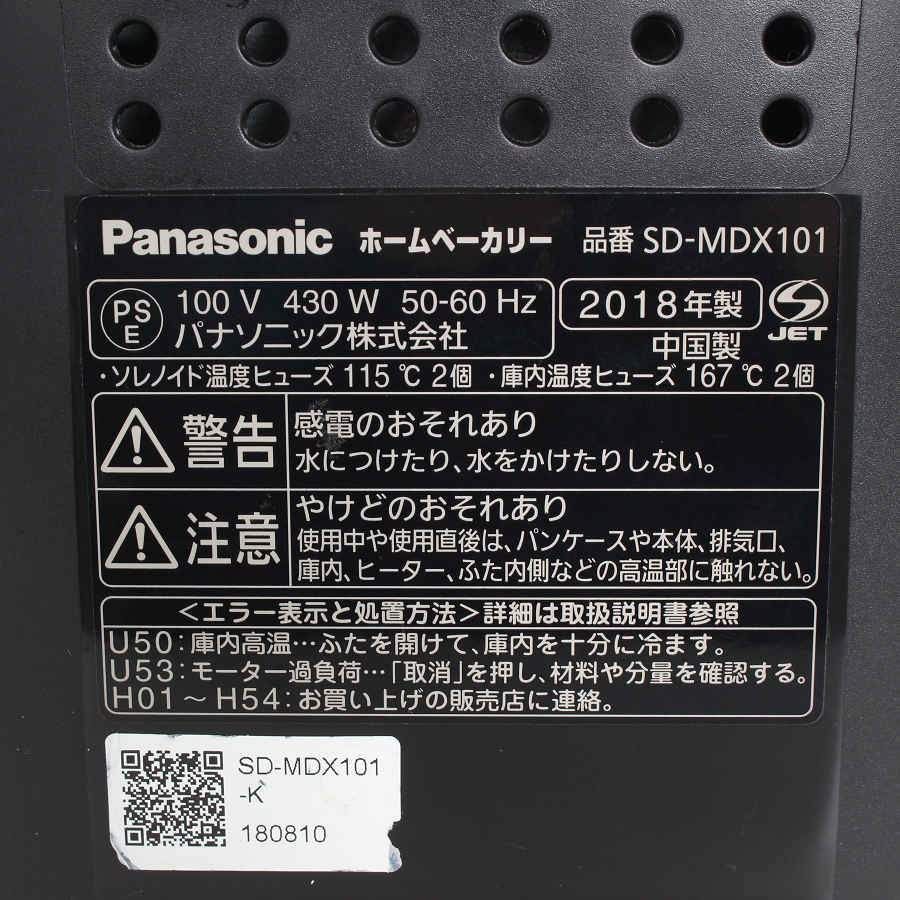 Panasonic ホームベーカリー 品番 SD-MDX101
PS E 100 V 430 W 50-60 Hz 2018年製 S JET
パナソニック株式会社 中国製
・ソレノイド温度ヒューズ 115 ℃ 2個 ・庫内温度ヒューズ 167 ℃ 2個
警告 感電のおそれあり
水につけたり、水をかけたりしない。
注意 やけどのおそれあり
使用中や使用直後は、パンケースや本体、排気口、
庫内、ヒーター、ふた内側などの高温部に触れない。
＜エラー表示と処置方法＞詳細は取扱説明書参照
U50：庫内高温…ふたを開けて、庫内を十分に冷ます。
U53：モーター過負荷…「取消」を押し、材料や分量を確認する。
H01～H54：お買い上げの販売店に連絡。
SD-MDX101
-K
180810